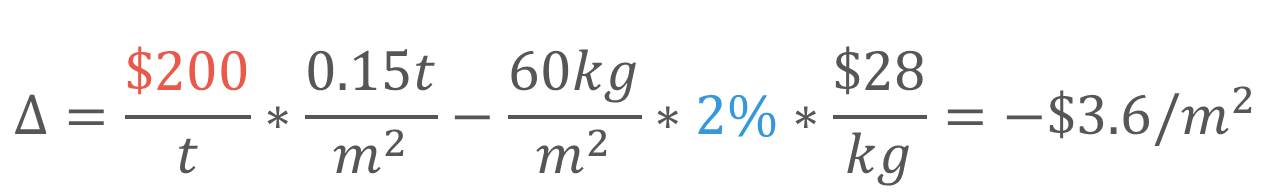 Δ = $200/t * 0.15t/m² − 60kg/m² * 2% * $28/kg = −$3.6/m²